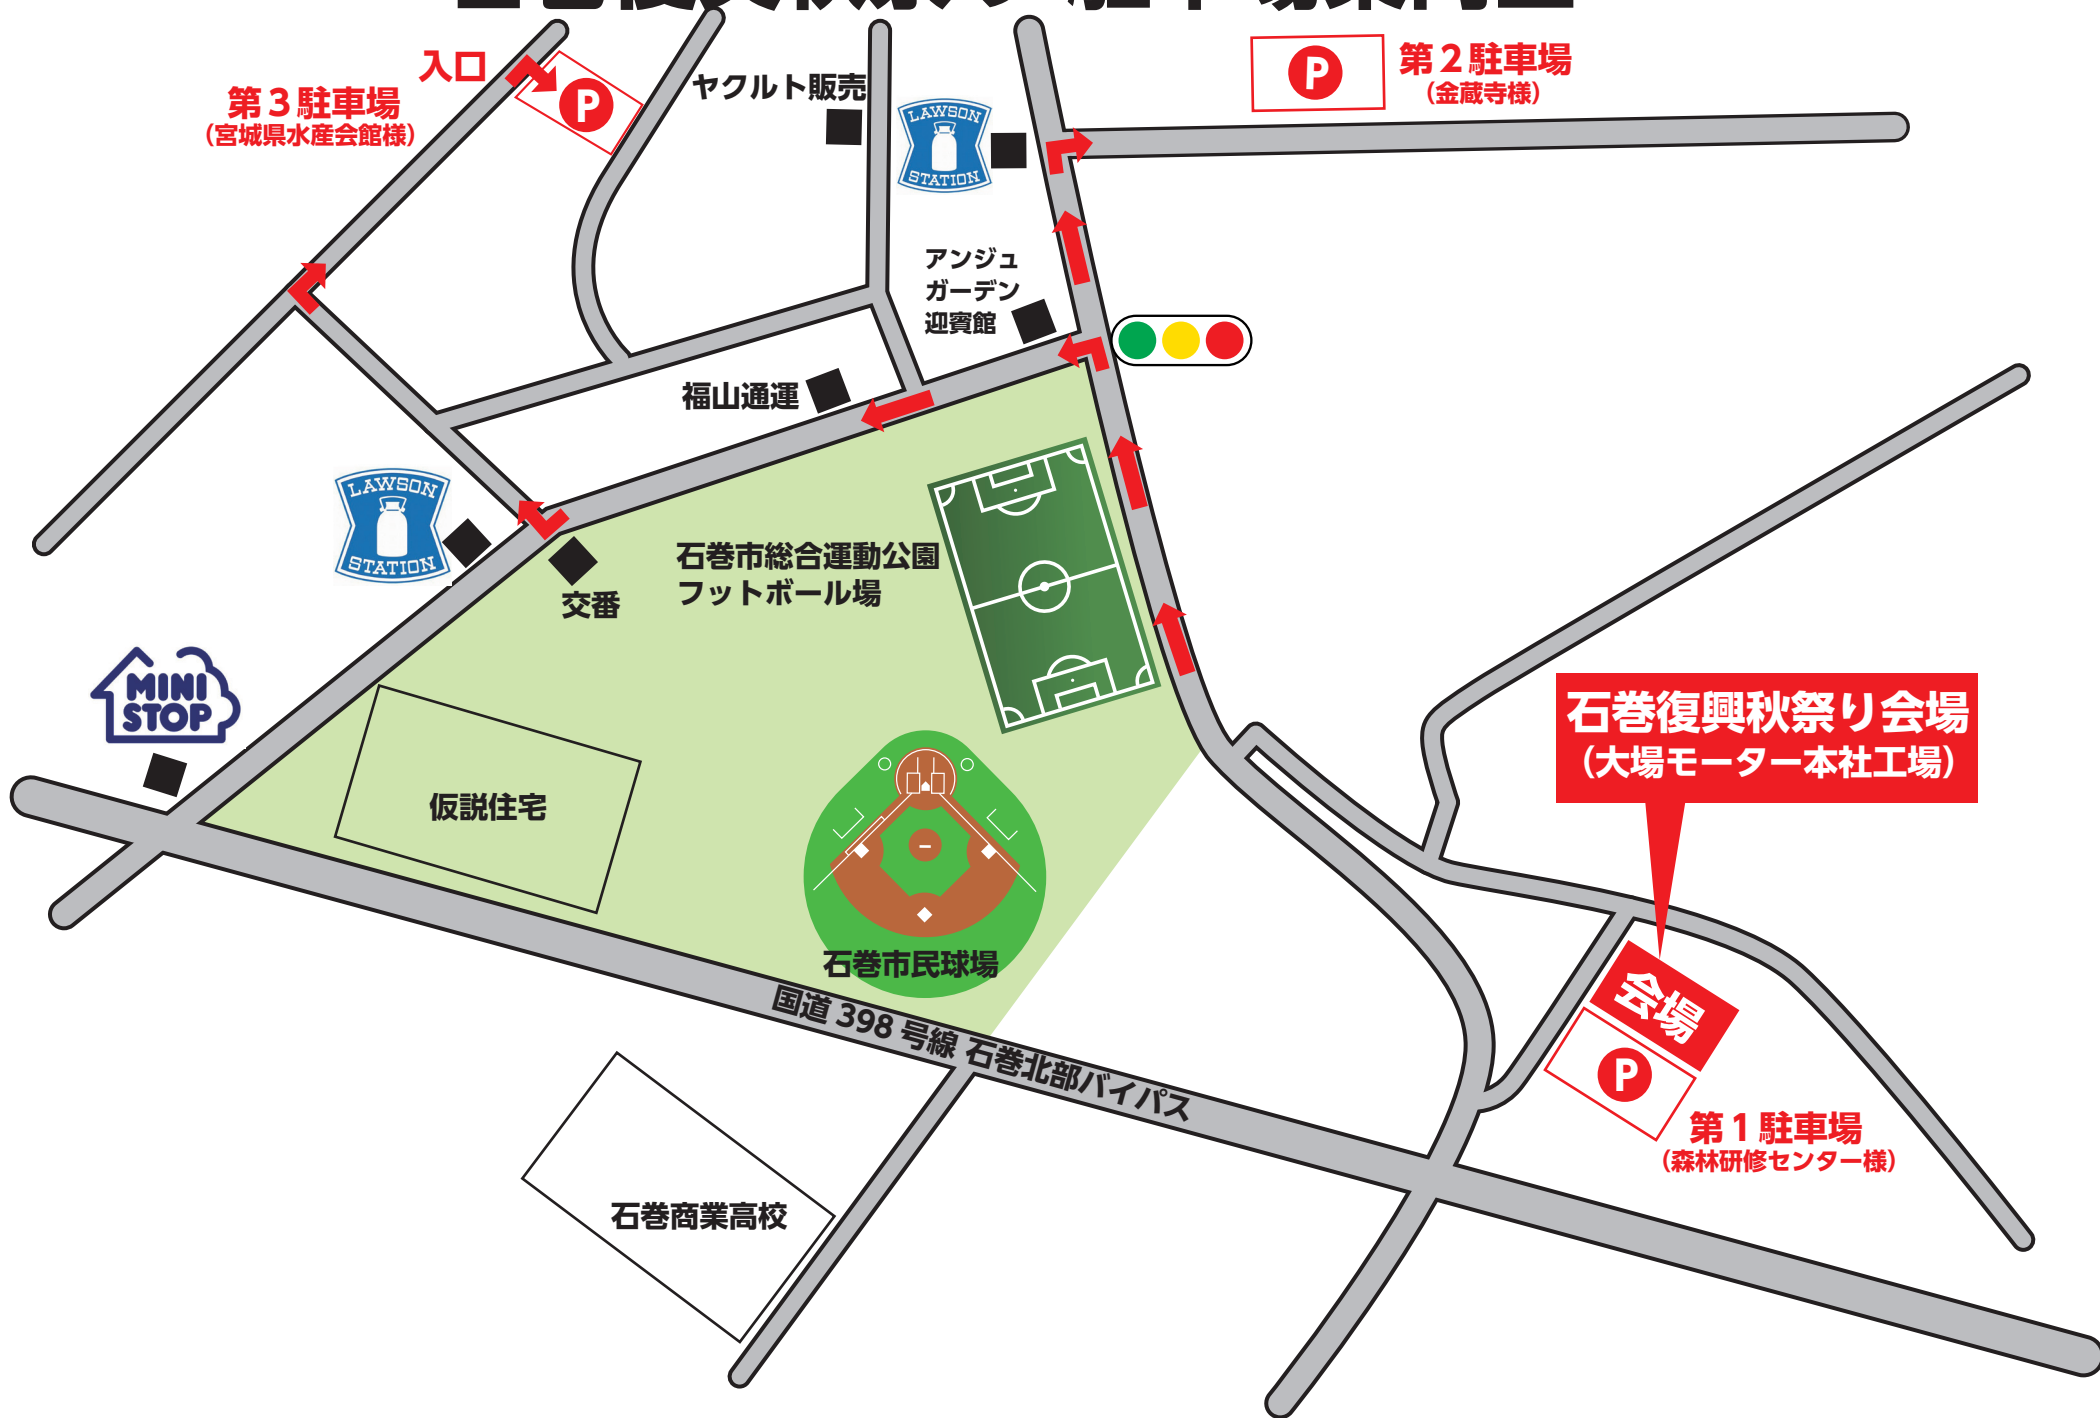 入口
第3駐車場
（宮城県水産会館様）
P
ヤクルト販売
LAWSON
STATION
P
第2駐車場
（金蔵寺様）
アンジュ
ガーデン
迎賓館
福山通運
LAWSON
STATION
交番
石巻市総合運動公園
フットボール場
MINI
STOP
仮説住宅
石巻市民球場
石巻復興秋祭り会場
（大場モーター本社工場）
会場
P
第1駐車場
（森林研修センター様）
国道 398 号線 石巻北部バイパス
石巻商業高校